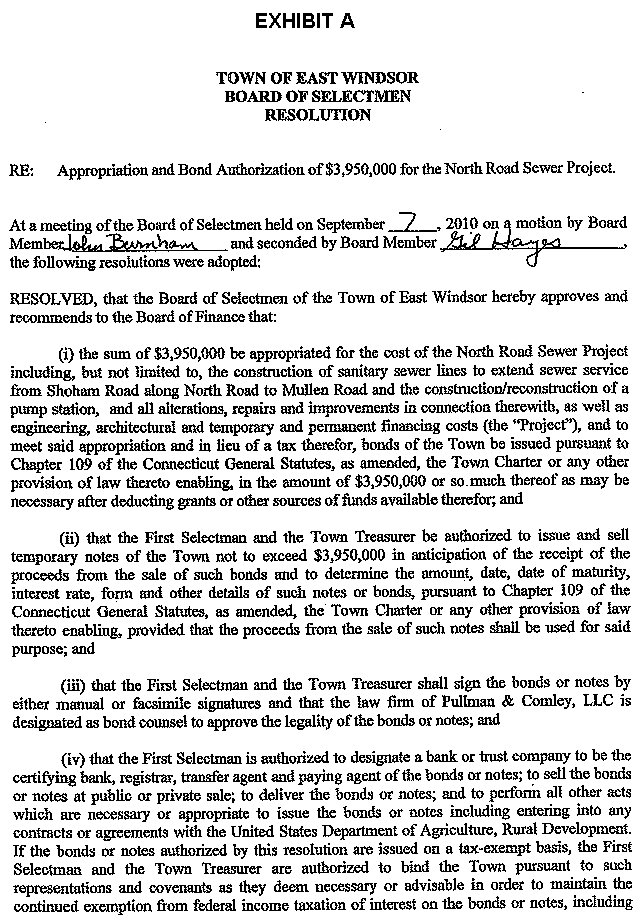 EXHIBIT A
TOWN OF EAST WINDSOR
BOARD OF SELECTMEN
RESOLUTION
RE: Appropriation and Bond Authorization of $3,950,000 for the North Road Sewer Project.
At a meeting of the Board of Selectmen held on September 7, 2010 on a motion by Board
Member John Burnham and seconded by Board Member Gil Hayes,
the following resolutions were adopted:
RESOLVED, that the Board of Selectmen of the Town of East Windsor hereby approves and
recommends to the Board of Finance that:
(i) the sum of $3,950,000 be appropriated for the cost of the North Road Sewer Project
including, but not limited to, the construction of sanitary sewer lines to extend sewer service
from Shoham Road along North Road to Mullen Road and the construction/reconstruction of a
pump station, and all alterations, repairs and improvements in connection therewith, as well as
engineering, architectural and temporary and permanent financing costs (the "Project"), and to
meet said appropriation and in lieu of a tax therefor, bonds of the Town be issued pursuant to
Chapter 109 of the Connecticut General Statutes, as amended, the Town Charter or any other
provision of law thereto enabling, in the amount of $3,950,000 or so much thereof as may be
necessary after deducting grants or other sources of funds available therefor; and
(ii) that the First Selectman and the Town Treasurer be authorized to issue and sell
temporary notes of the Town not to exceed $3,950,000 in anticipation of the receipt of the
proceeds from the sale of such bonds and to determine the amount, date, date of maturity,
interest rate, form and other details of such notes or bonds, pursuant to Chapter 109 of the
Connecticut General Statutes, as amended, the Town Charter or any other provision of law
thereto enabling, provided that the proceeds from the sale of such notes shall be used for said
purpose; and
(iii) that the First Selectman and the Town Treasurer shall sign the bonds or notes by
either manual or facsimile signatures and that the law firm of Pullman & Comley, LLC is
designated as bond counsel to approve the legality of the bonds or notes; and
(iv) that the First Selectman is authorized to designate a bank or trust company to be the
certifying bank, registrar, transfer agent and paying agent of the bonds or notes; to sell the bonds
or notes at public or private sale; to deliver the bonds or notes; and to perform all other acts
which are necessary or appropriate to issue the bonds or notes including entering into any
contracts or agreements with the United States Department of Agriculture, Rural Development.
If the bonds or notes authorized by this resolution are issued on a tax-exempt basis, the First
Selectman and the Town Treasurer are authorized to bind the Town pursuant to such
representations and covenants as they deem necessary or advisable in order to maintain the
continued exemption from federal income taxation of interest on the bonds or notes, including